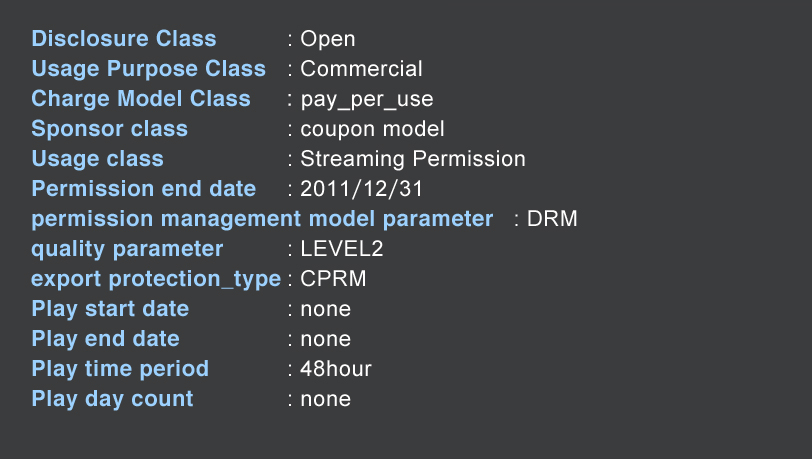 Disclosure Class : Open
Usage Purpose Class : Commercial
Charge Model Class : pay_per_use
Sponsor class : coupon model
Usage class : Streaming Permission
Permission end date : 2011/12/31
permission management model parameter : DRM
quality parameter : LEVEL2
export protection_type : CPRM
Play start date : none
Play end date : none
Play time period : 48hour
Play day count : none